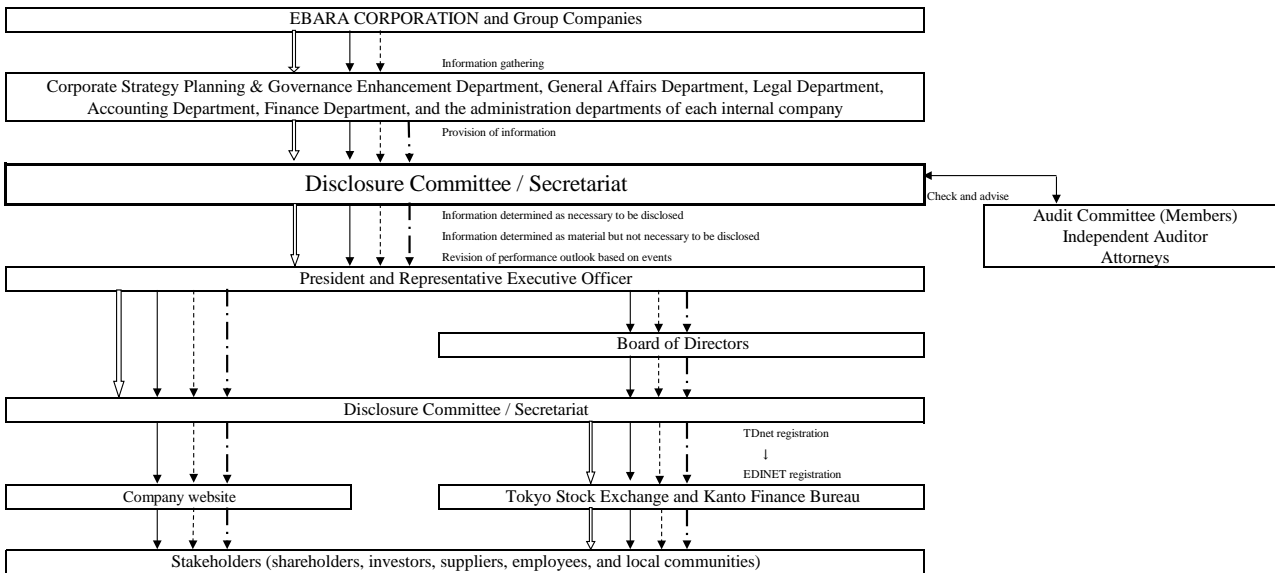 EBARA CORPORATION and Group Companies
Information gathering
Corporate Strategy Planning & Governance Enhancement Department, General Affairs Department, Legal Department,
Accounting Department, Finance Department, and the administration departments of each internal company
Provision of information
Disclosure Committee / Secretariat
Check and advise
Audit Committee (Members)
Independent Auditor
Attorneys
Information determined as necessary to be disclosed
Information determined as material but not necessary to be disclosed
Revision of performance outlook based on events
President and Representative Executive Officer
Board of Directors
Disclosure Committee / Secretariat
TDnet registration
↓
EDINET registration
Company website
Tokyo Stock Exchange and Kanto Finance Bureau
Stakeholders (shareholders, investors, suppliers, employees, and local communities)